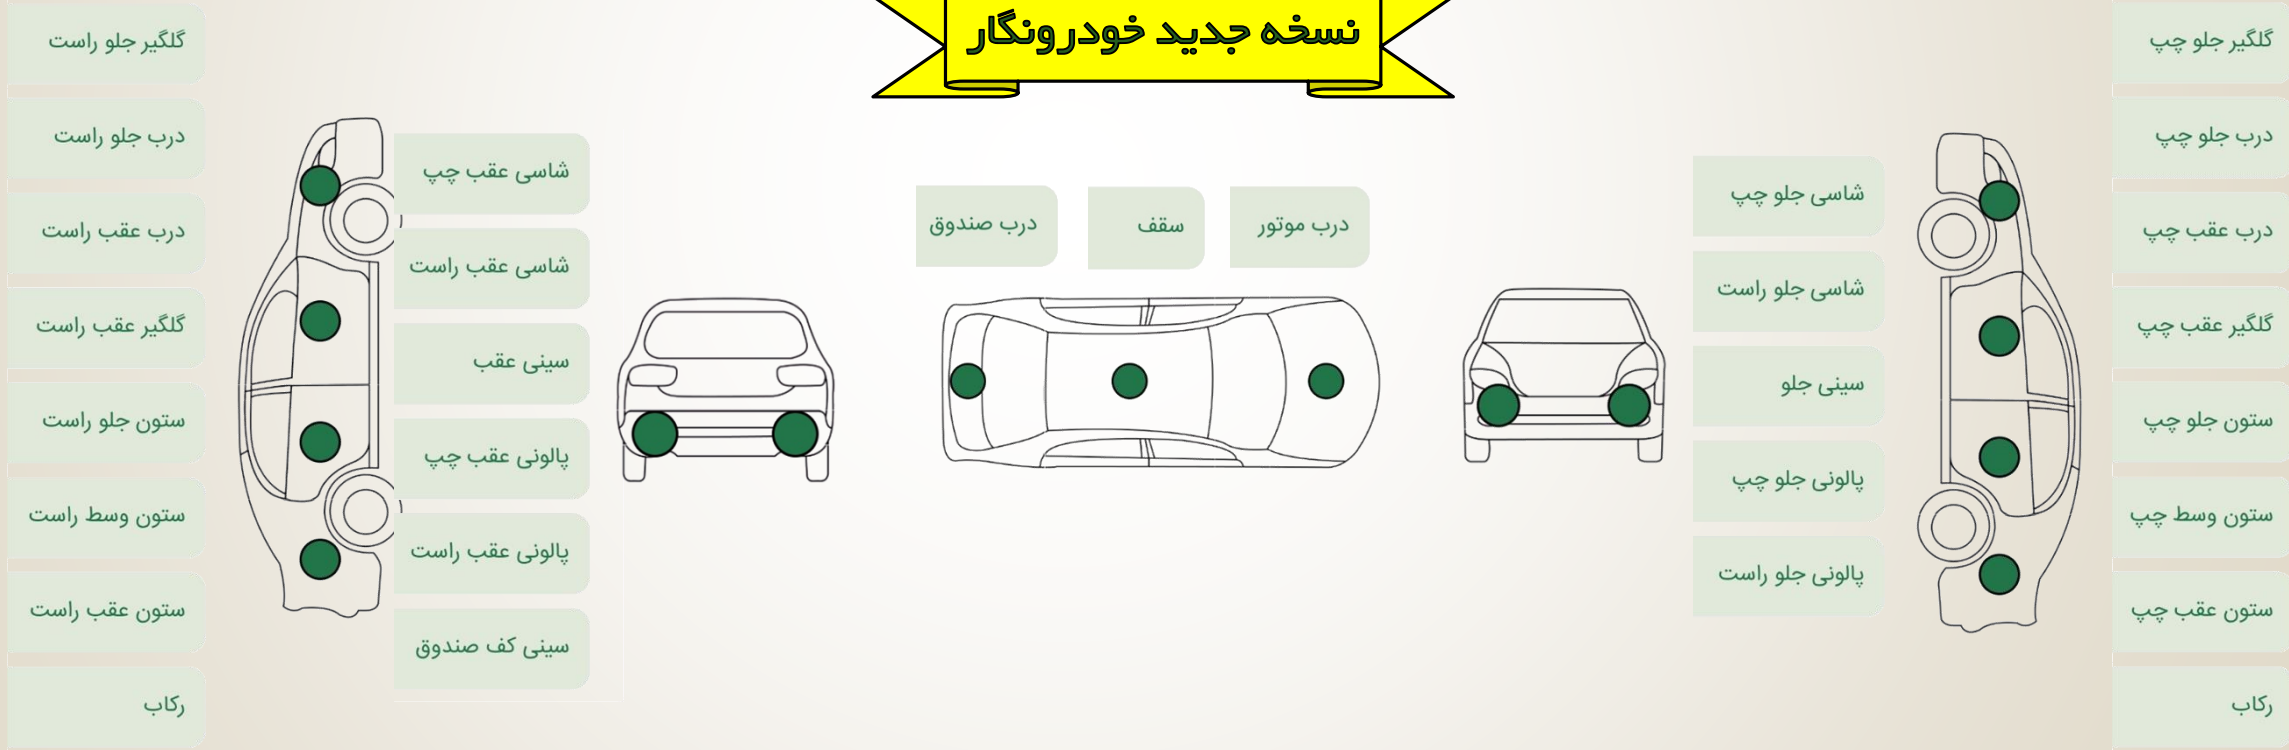 نسخه جدید خودرونگار
گلگیر جلو چپ
درب جلو چپ
درب عقب چپ
گلگیر عقب چپ
ستون جلو چپ
ستون وسط چپ
ستون عقب چپ
رکاب
شاسی جلو چپ
شاسی جلو راست
سینی جلو
پالونی جلو چپ
پالونی جلو راست
درب موتور
سقف
درب صندوق
شاسی عقب چپ
شاسی عقب راست
سینی عقب
پالونی عقب چپ
پالونی عقب راست
سینی کف صندوق
گلگیر جلو راست
درب جلو راست
درب عقب راست
گلگیر عقب راست
ستون جلو راست
ستون وسط راست
ستون عقب راست
رکاب